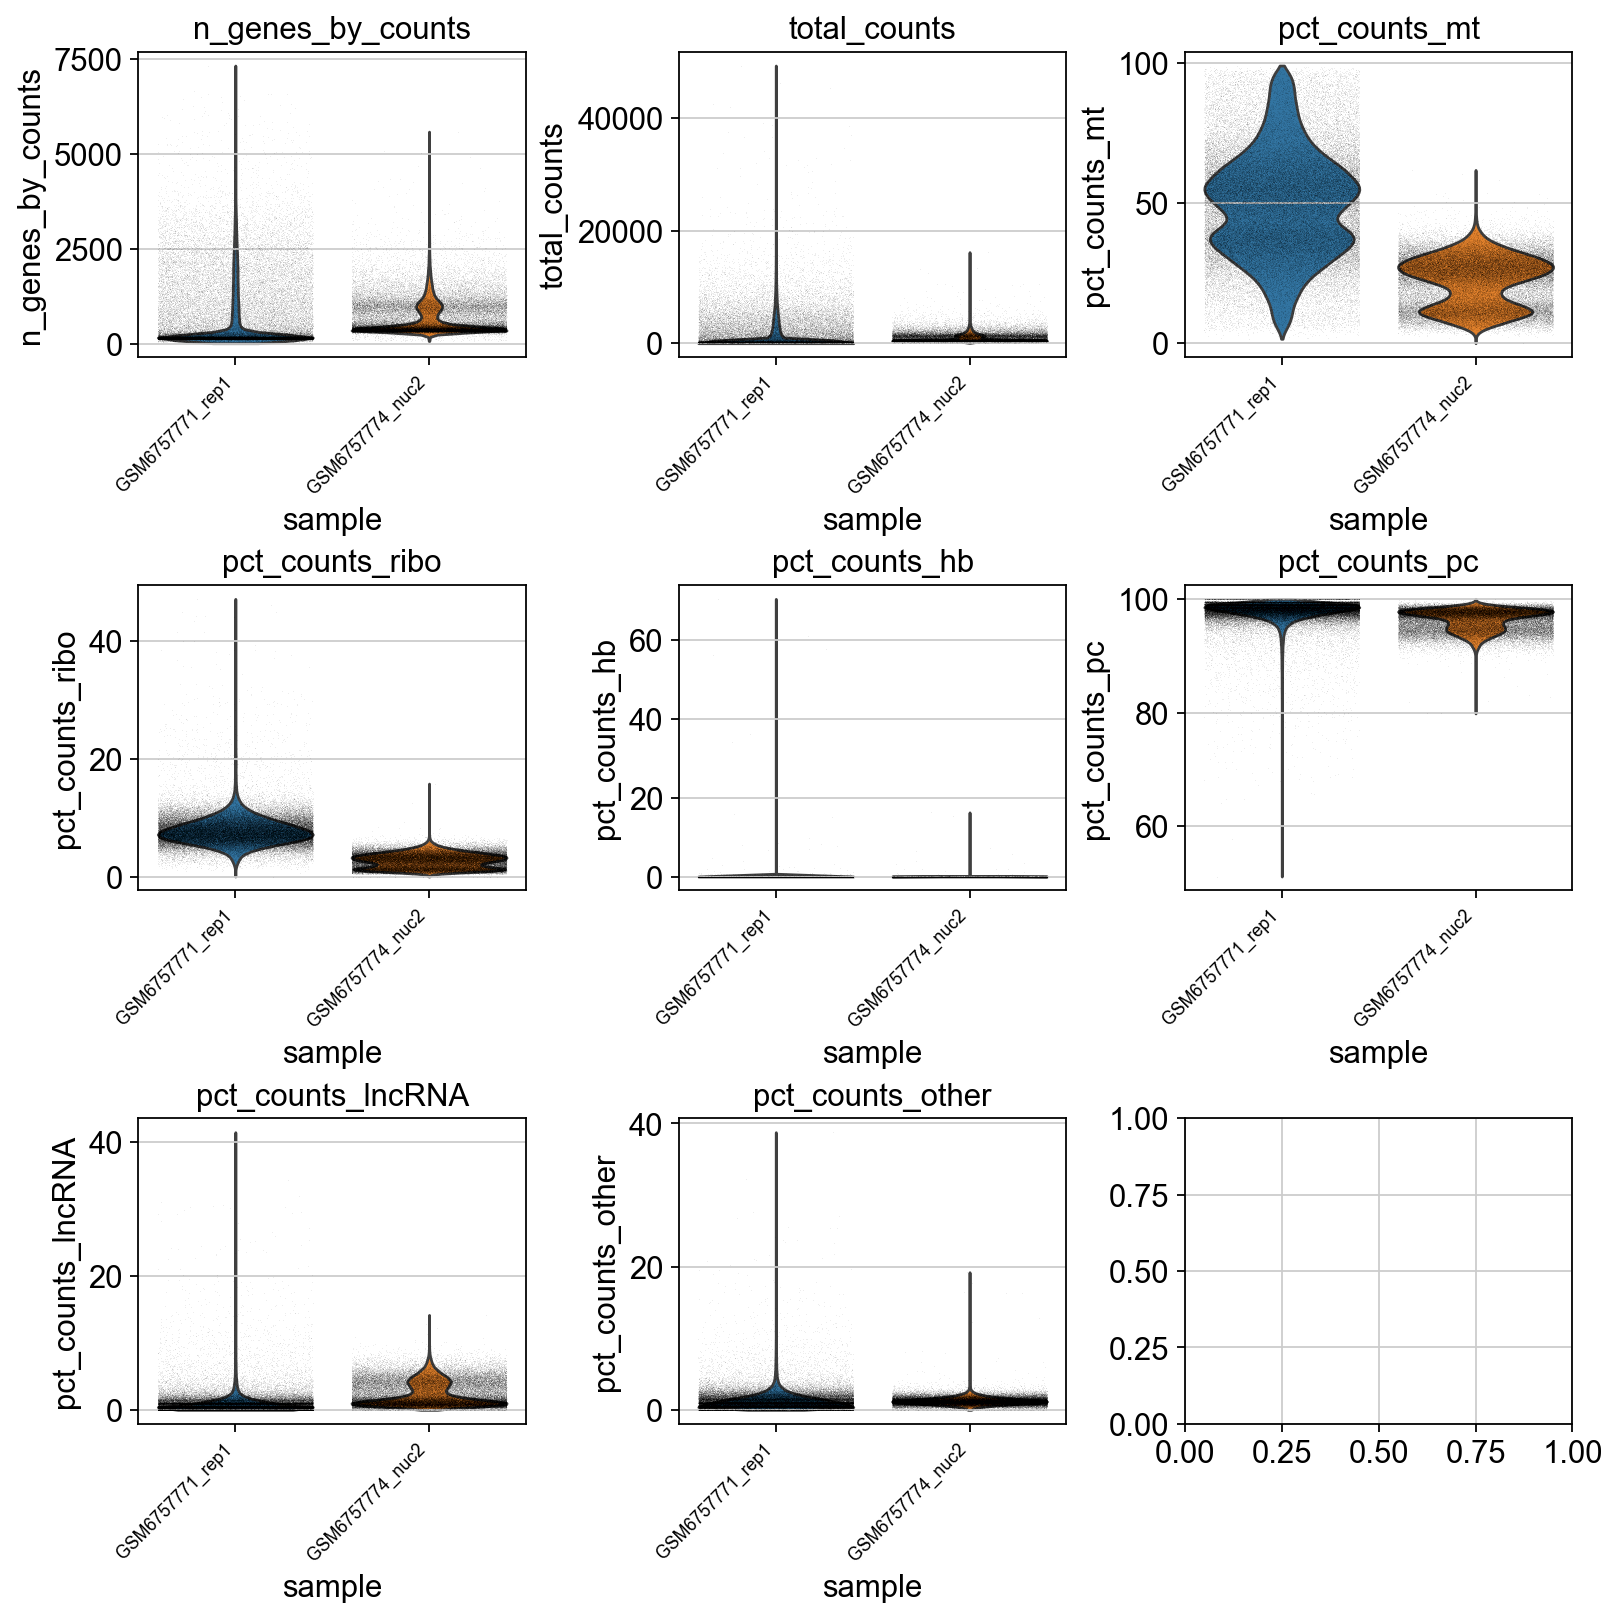 n_genes_by_counts
n_genes_by_counts
7500
5000
2500
0
GSM6757771_rep1
GSM6757774_nuc2
sample
total_counts
total_counts
40000
20000
0
GSM6757771_rep1
GSM6757774_nuc2
sample
pct_counts_mt
pct_counts_mt
100
50
0
GSM6757771_rep1
GSM6757774_nuc2
sample
pct_counts_ribo
pct_counts_ribo
40
20
0
GSM6757771_rep1
GSM6757774_nuc2
sample
pct_counts_hb
pct_counts_hb
60
40
20
0
GSM6757771_rep1
GSM6757774_nuc2
sample
pct_counts_pc
pct_counts_pc
100
80
60
GSM6757771_rep1
GSM6757774_nuc2
sample
pct_counts_lncRNA
pct_counts_lncRNA
40
20
0
GSM6757771_rep1
GSM6757774_nuc2
sample
pct_counts_other
pct_counts_other
40
20
0
GSM6757771_rep1
GSM6757774_nuc2
sample
1.00
0.75
0.50
0.25
0.00
0.00 0.25 0.50 0.75 1.00